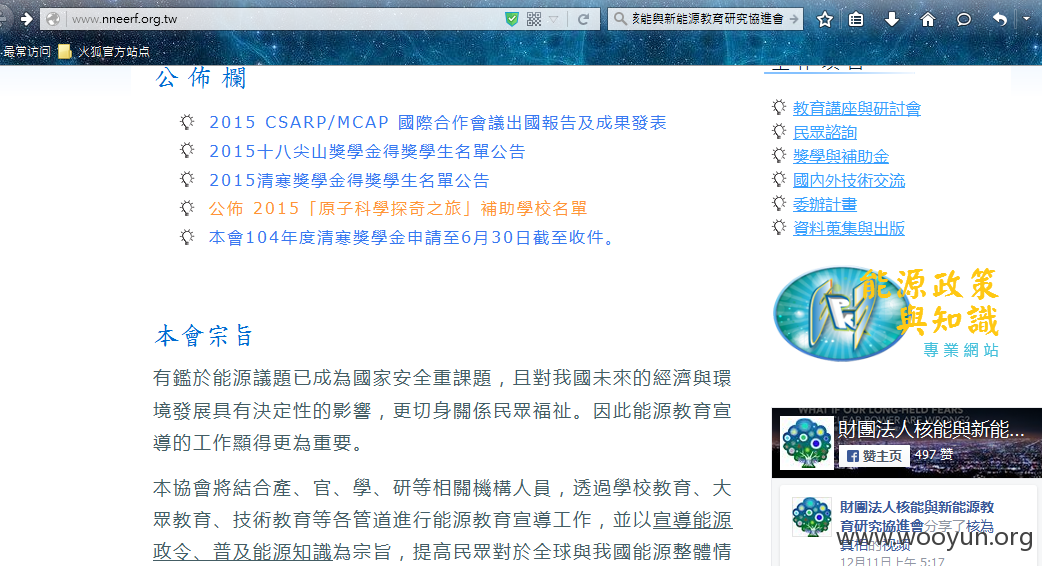 www.nneerf.org.tw
核能與新能源教育研究協進會
最常访问 火狐官方站点
公佈欄
2015 CSARP/MCAP 國際合作會議出國報告及成果發表
2015十八尖山獎學金得獎學生名單公告
2015清寒獎學金得獎學生名單公告
公佈 2015「原子科學探奇之旅」補助學校名單
本會104年度清寒獎學金申請至6月30日截至收件。
本會宗旨
有鑑於能源議題已成為國家安全重課題，且對我國未來的經濟與環
境發展具有決定性的影響，更切身關係民眾福祉。因此能源教育宣
導的工作顯得更為重要。
本協會將結合產、官、學、研等相關機構人員，透過學校教育、大
眾教育、技術教育等各管道進行能源教育宣導工作，並以宣導能源
政令、普及能源知識為宗旨，提高民眾對於全球與我國能源整體情
教育講座與研討會
民眾諮詢
獎學與補助金
國內外技術交流
委辦計畫
資料蒐集與出版
能源政策
與知識
專業網站
WHAT IF OUR LONG-HELD FEARS
財團法人核能與新能...
赞主页 497 赞
財團法人核能與新能源教
育研究協進會分享了核為
真相的视频
12月11日上午 5:17
www.wooyun.org